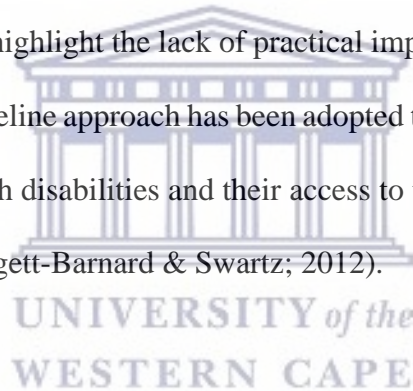 highlight the lack of practical imp
eline approach has been adopted t
h disabilities and their access to
gett-Barnard & Swartz; 2012).
UNIVERSITY of the
WESTERN CAPE